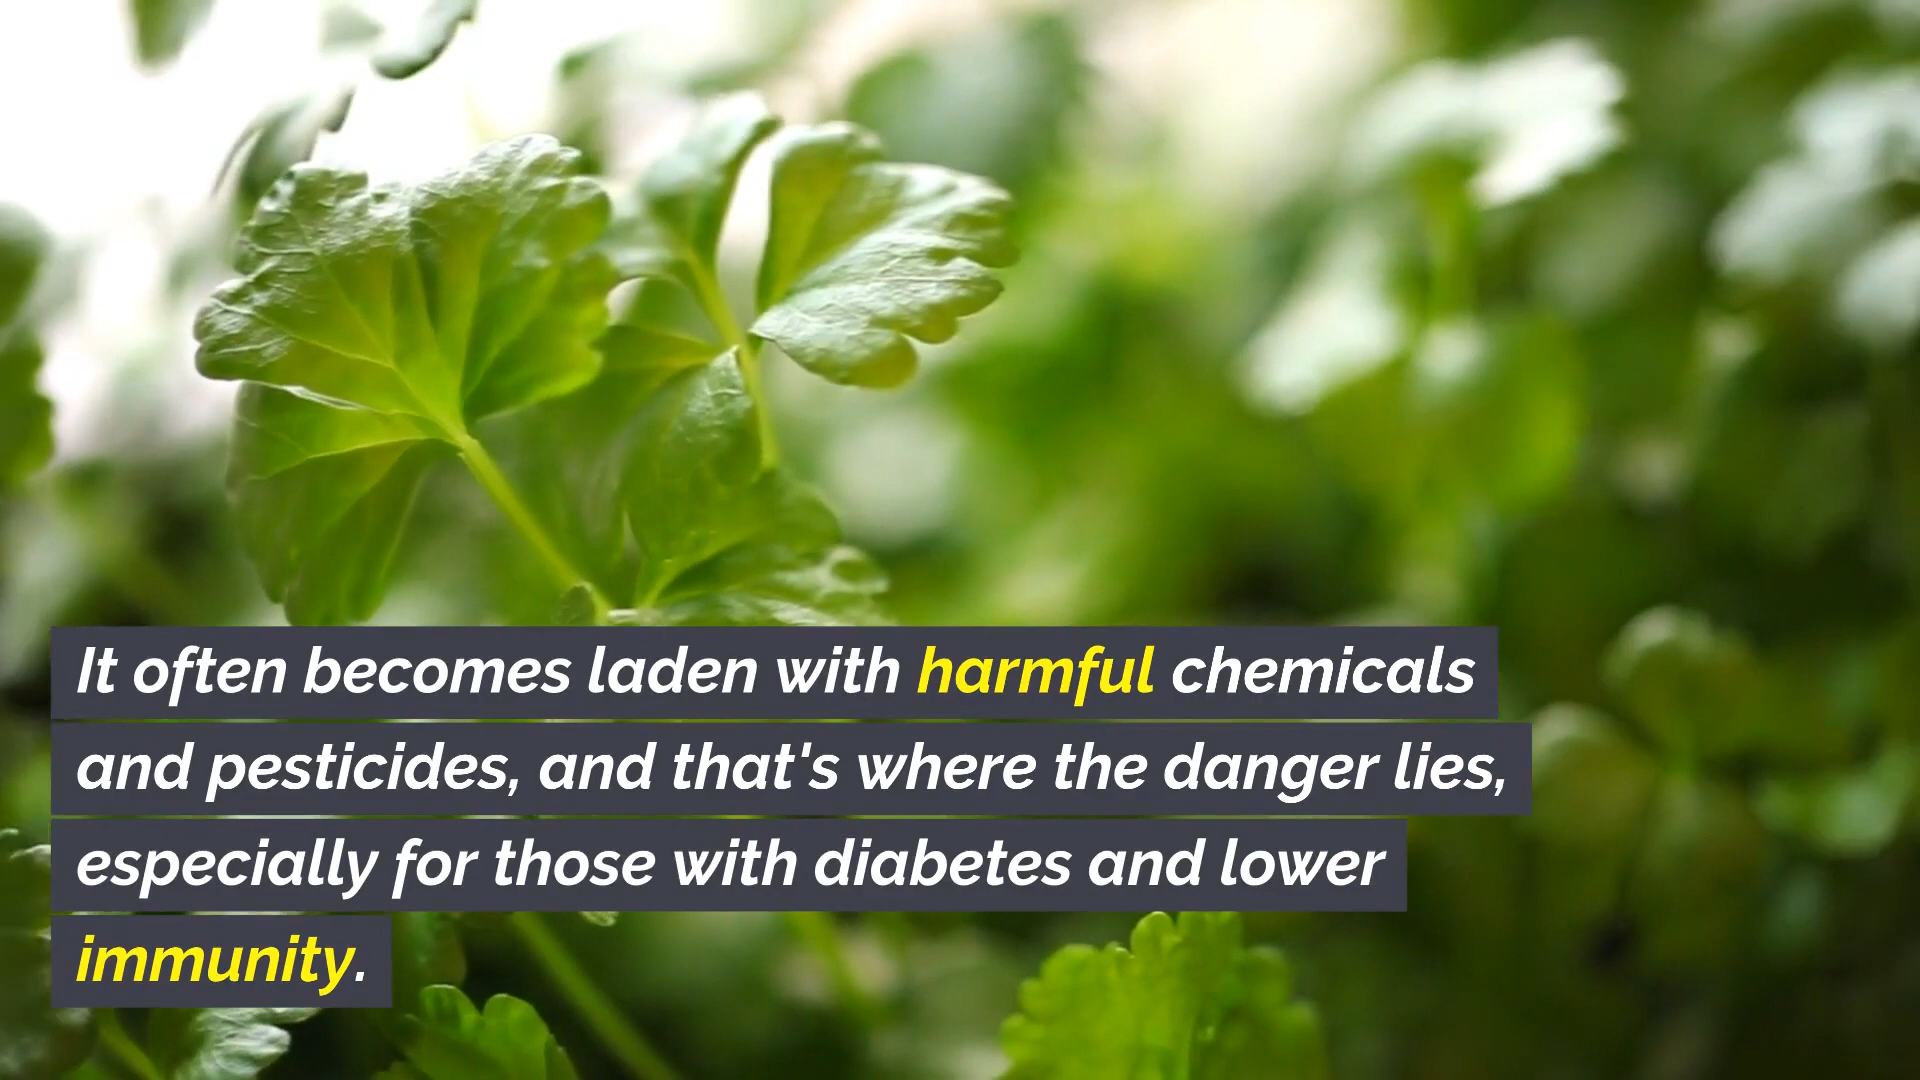 It often becomes laden with harmful chemicals
and pesticides, and that's where the danger lies,
especially for those with diabetes and lower
immunity.